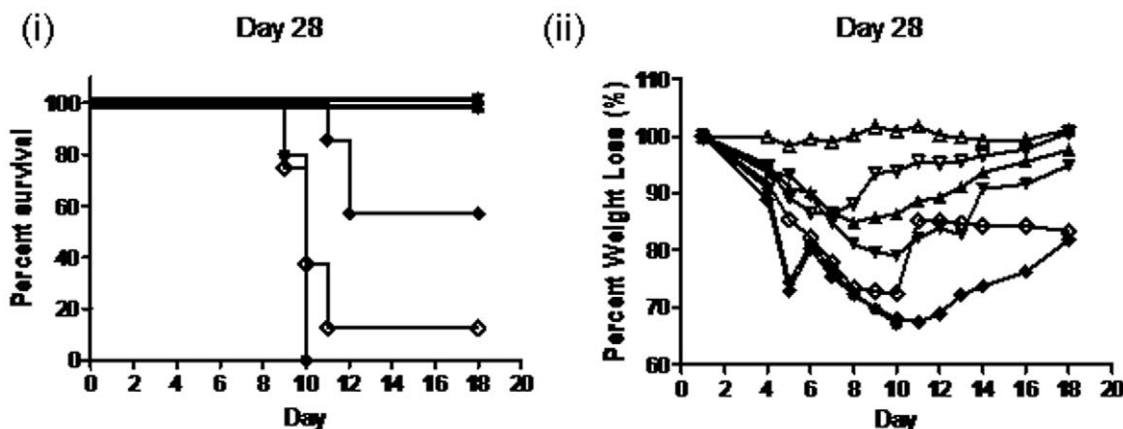 (i) Day 28
Percent survival
100
80
60
40
20
0
0 2 4 6 8 10 12 14 16 18 20
Day
(ii) Day 28
Percent Weight Loss (%)
110
100
90
80
70
60
0 2 4 6 8 10 12 14 16 18 20
Day